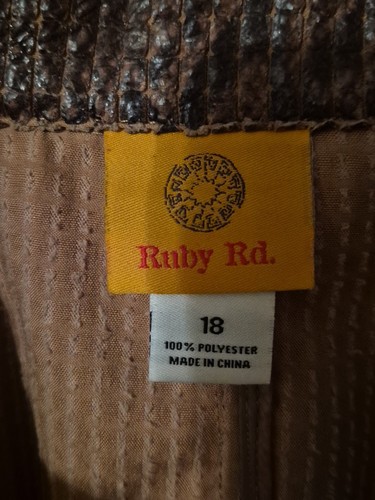 Ruby Rd.
18
100% POLYESTER
MADE IN CHINA